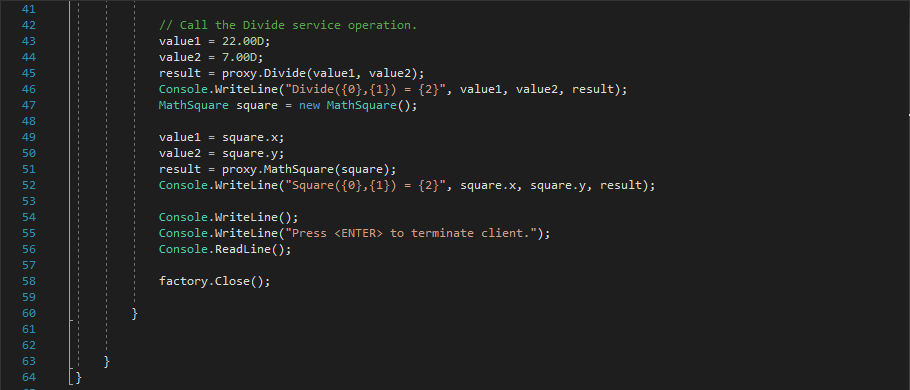 41
42 // Call the Divide service operation.
43 value1 = 22.00D;
44 value2 = 7.00D;
45 result = proxy.Divide(value1, value2);
46 Console.WriteLine("Divide({0},{1}) = {2}", value1, value2, result);
47 MathSquare square = new MathSquare();
48
49 value1 = square.x;
50 value2 = square.y;
51 result = proxy.MathSquare(square);
52 Console.WriteLine("Square({0},{1}) = {2}", square.x, square.y, result);
53
54 Console.WriteLine();
55 Console.WriteLine("Press <ENTER> to terminate client.");
56 Console.ReadLine();
57
58 factory.Close();
59
60 }
61
62
63 }
64 }